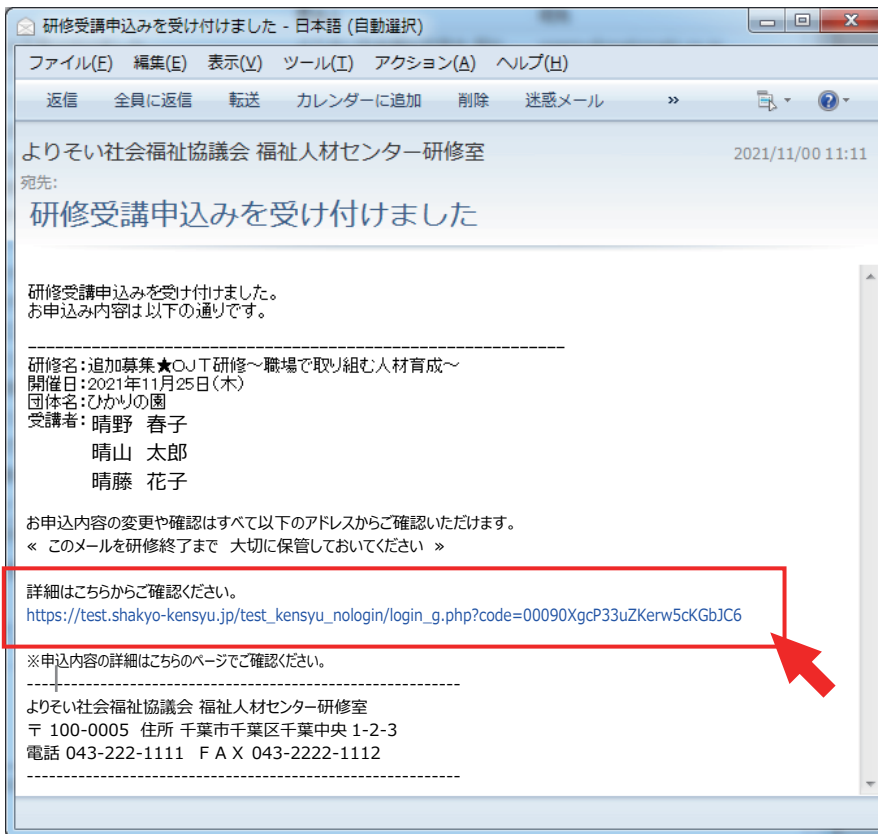 研修受講申込みを受け付けました - 日本語 (自動選択)
ファイル(F) 編集(E) 表示(V) ツール(T) アクション(A) ヘルプ(H)
返信 全員に返信 転送 カレンダーに追加 削除 迷惑メール »
よりそい社会福祉協議会 福祉人材センター研修室 2021/11/00 11:11
宛先:
研修受講申込みを受け付けました
研修受講申込みを受け付けました。
お申込み内容は以下の通りです。
------------------------------------------------------------
研修名:追加募集★OJT研修~職場で取り組む人材育成~
開催日:2021年11月25日(木)
団体名:ひかりの園
受講者: 晴野 春子
晴山 太郎
晴藤 花子
お申込内容の変更や確認はすべて以下のアドレスからご確認いただけます。
« このメールを研修終了まで 大切に保管しておいてください »
詳細はこちらからご確認ください。
https://test.shakyo-kensyu.jp/test_kensyu_nologin/login_g.php?code=00090XgcP33uZKerw5cKGbJC6
※申込内容の詳細はこちらのページでご確認ください。
------------------------------------------------------------
よりそい社会福祉協議会 福祉人材センター研修室
〒 100-0005 住所 千葉市千葉区千葉中央 1-2-3
電話 043-222-1111 FAX 043-2222-1112
------------------------------------------------------------